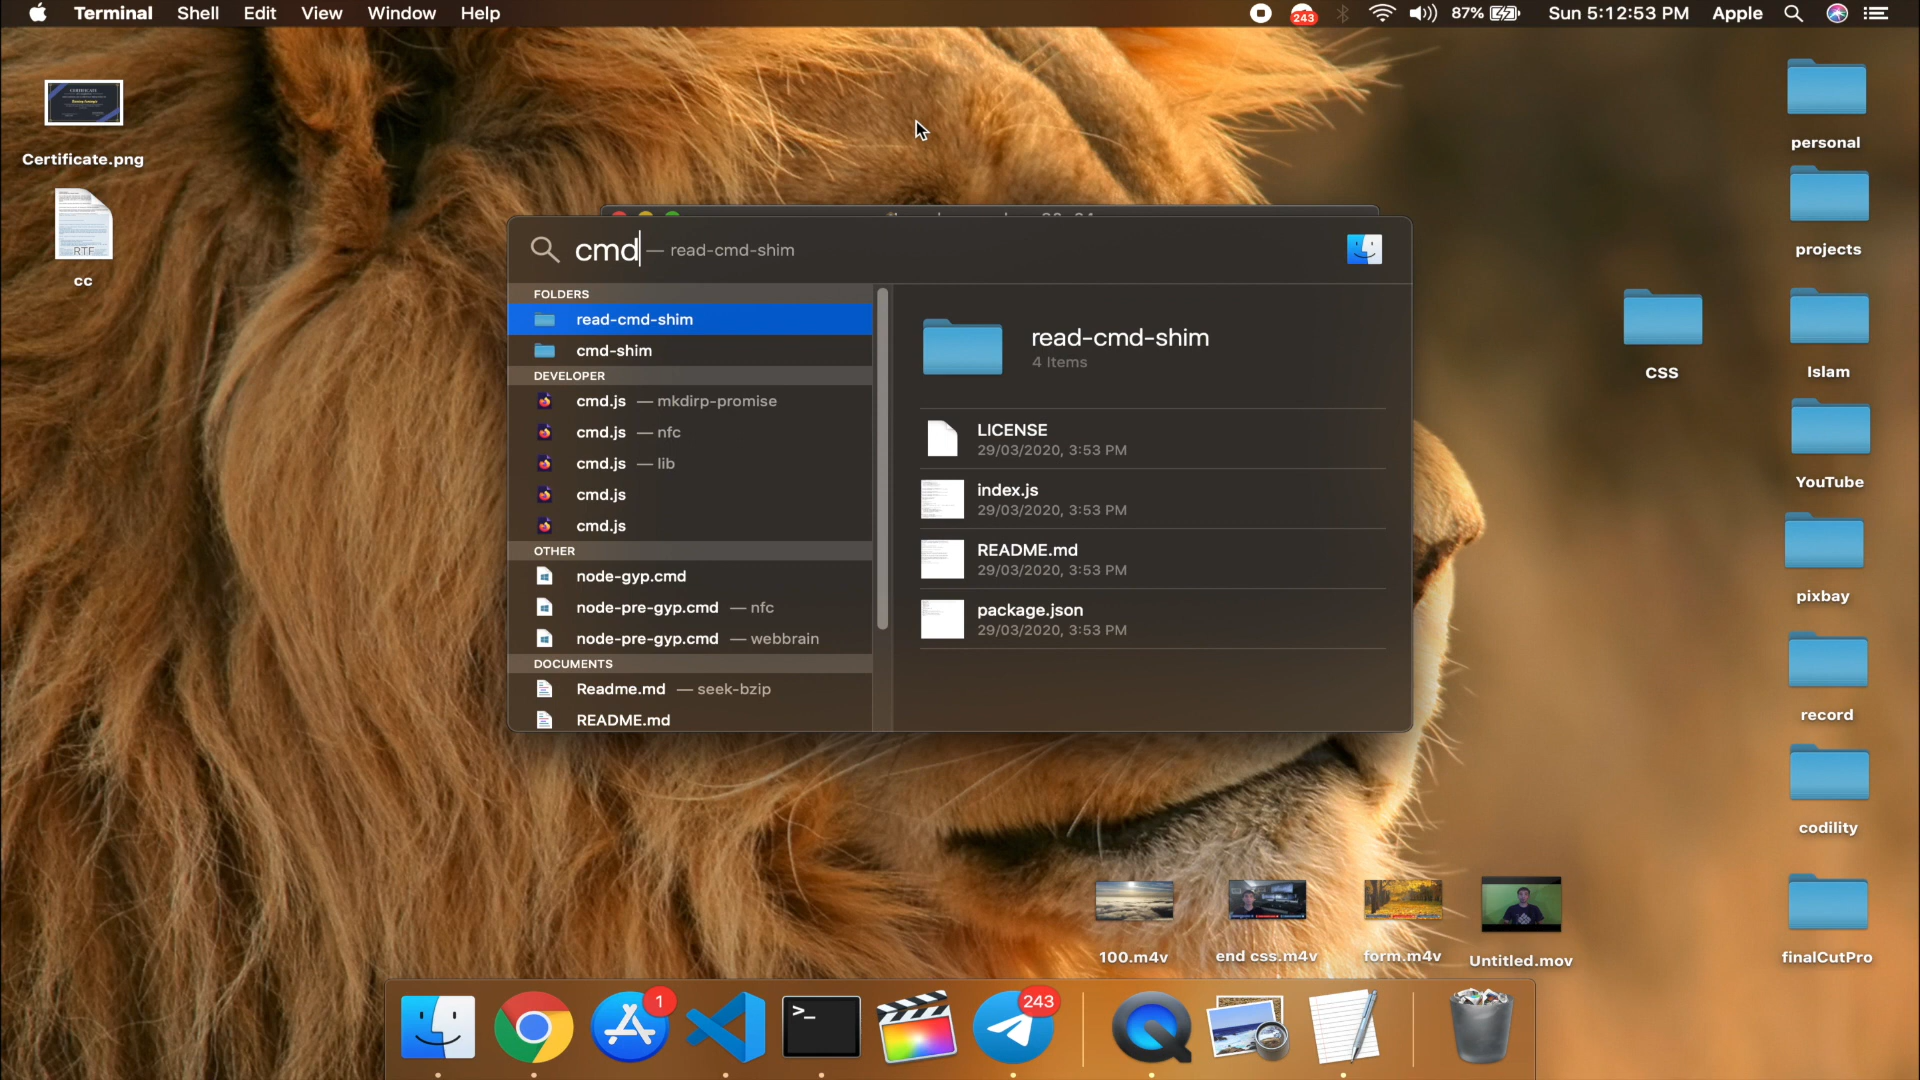 Terminal Shell Edit View Window Help
243 87% Sun 5:12:53 PM Apple
CERTIFICATE
Certificate.png
RTF
cc
cmd — read-cmd-shim
FOLDERS
read-cmd-shim
cmd-shim
DEVELOPER
cmd.js — mkdirp-promise
cmd.js — nfc
cmd.js — lib
cmd.js
cmd.js
OTHER
node-gyp.cmd
node-pre-gyp.cmd — nfc
node-pre-gyp.cmd — webbrain
DOCUMENTS
Readme.md — seek-bzip
README.md
read-cmd-shim
4 Items
LICENSE
29/03/2020, 3:53 PM
index.js
29/03/2020, 3:53 PM
README.md
29/03/2020, 3:53 PM
package.json
29/03/2020, 3:53 PM
personal
projects
CSS
Islam
YouTube
pixbay
record
codility
finalCutPro
100.m4v
end css.m4v
form.m4v
Untitled.mov
1
>_
243